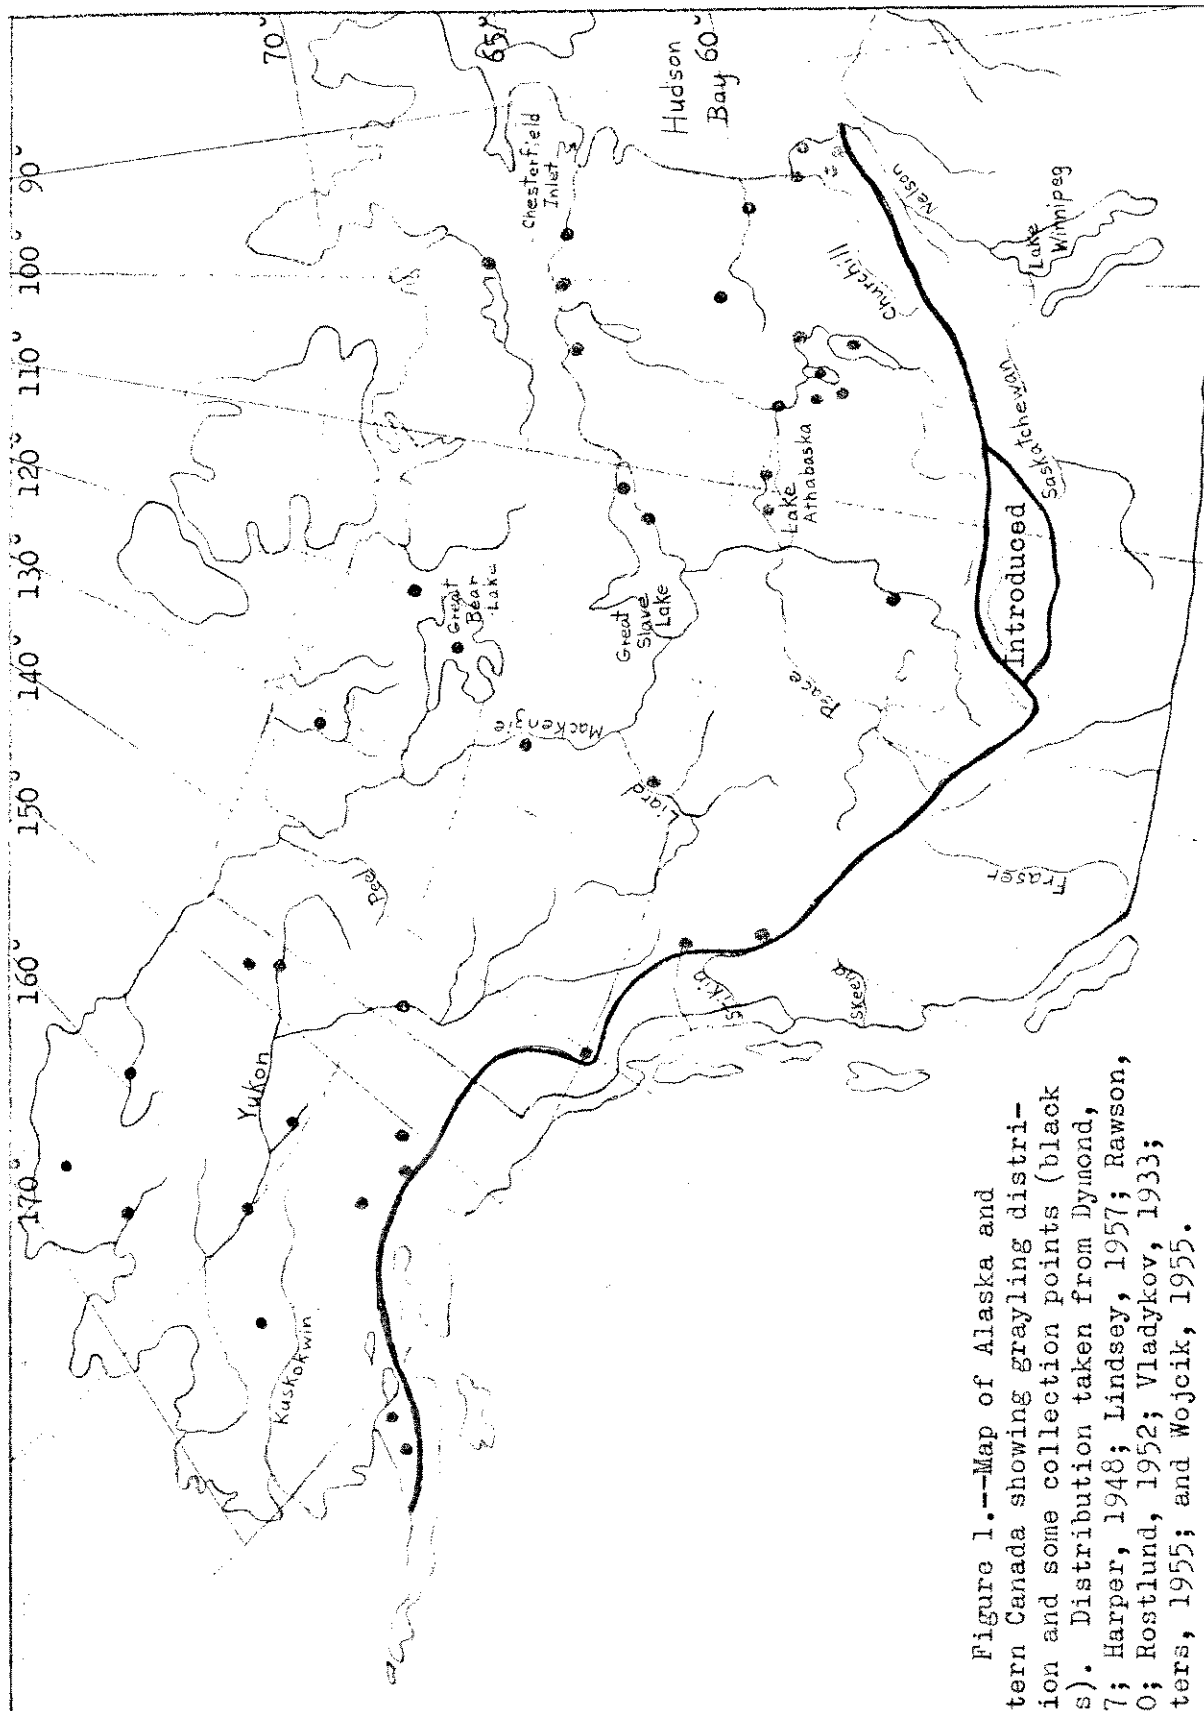 170°
160°
150°
140°
130°
120°
110°
100°
90°
70°
65°
60°
Hudson
Bay
Chesterfield
Inlet
Great
Bear
Lake
Great
Slave
Lake
Lake
Athabaska
Churchill
Nelson
Lake
Winnipeg
Saskatchewan
Introduced
Mackenzie
Liard
Peace
Peel
Yukon
Kuskokwin
Stikin
Skeena
Fraser
Figure 1.--Map of Alaska and
tern Canada showing grayling distri-
ion and some collection points (black
s). Distribution taken from Dymond,
7; Harper, 1948; Lindsey, 1957; Rawson,
0; Rostlund, 1952; Vladykov, 1933;
ters, 1955; and Wojcik, 1955.